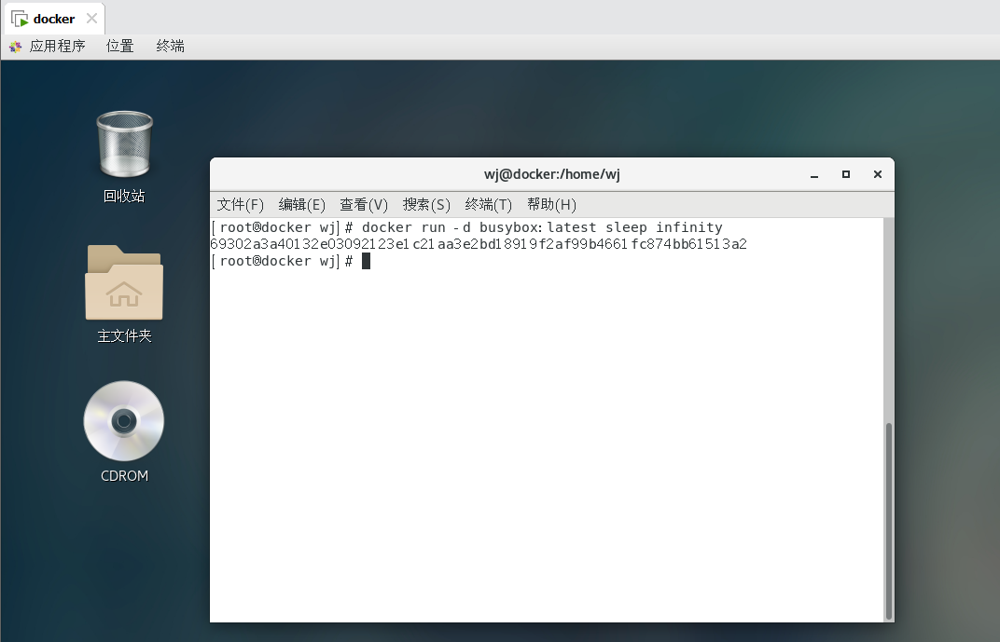 docker
应用程序 位置 终端
回收站
主文件夹
CDROM
wj@docker:/home/wj
文件(F) 编辑(E) 查看(V) 搜索(S) 终端(T) 帮助(H)
[root@docker wj]# docker run -d busybox:latest sleep infinity
69302a3a40132e03092123e1c21aa3e2bd18919f2af99b4661fc874bb61513a2
[root@docker wj]#